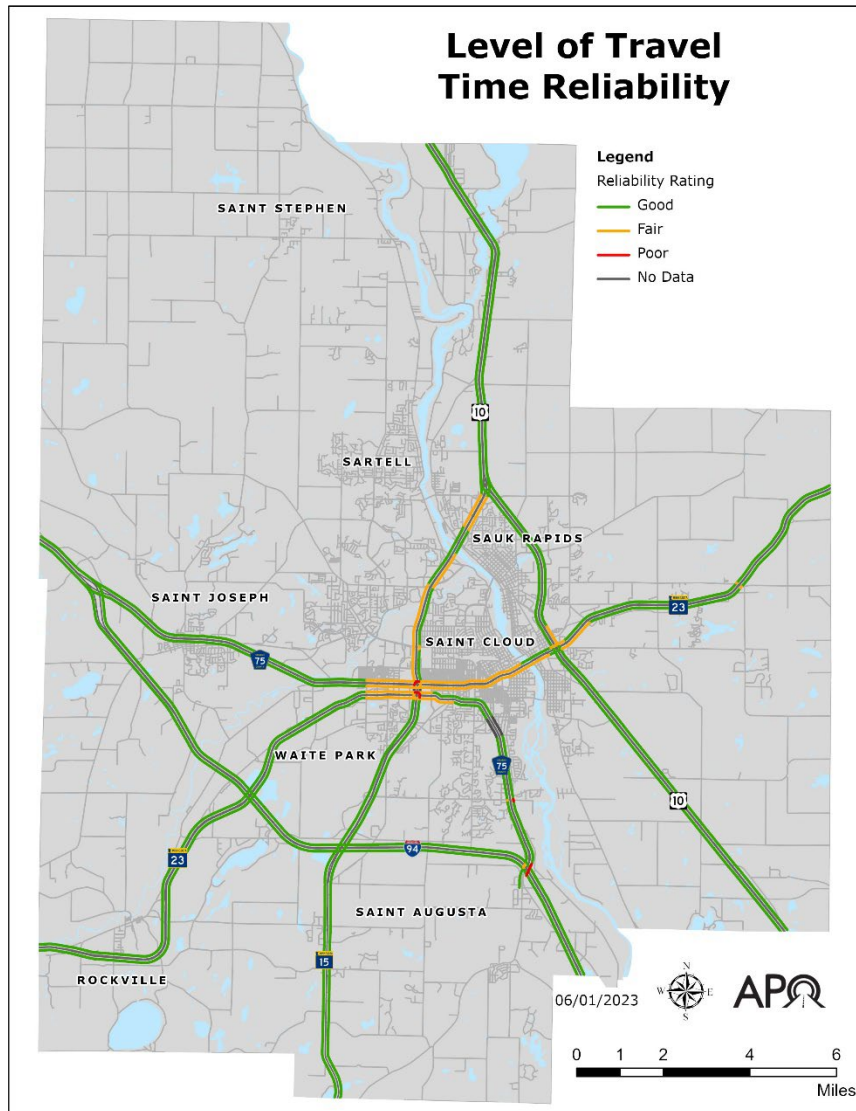 Level of Travel
Time Reliability
Legend
Reliability Rating
Good
Fair
Poor
No Data
SAINT STEPHEN
10
SARTELL
SAUK RAPIDS
SAINT JOSEPH
23
75
SAINT CLOUD
WAITE PARK
75
10
94
23
SAINT AUGUSTA
15
ROCKVILLE
06/01/2023
N
W E
S
APO
0 1 2 4 6
Miles